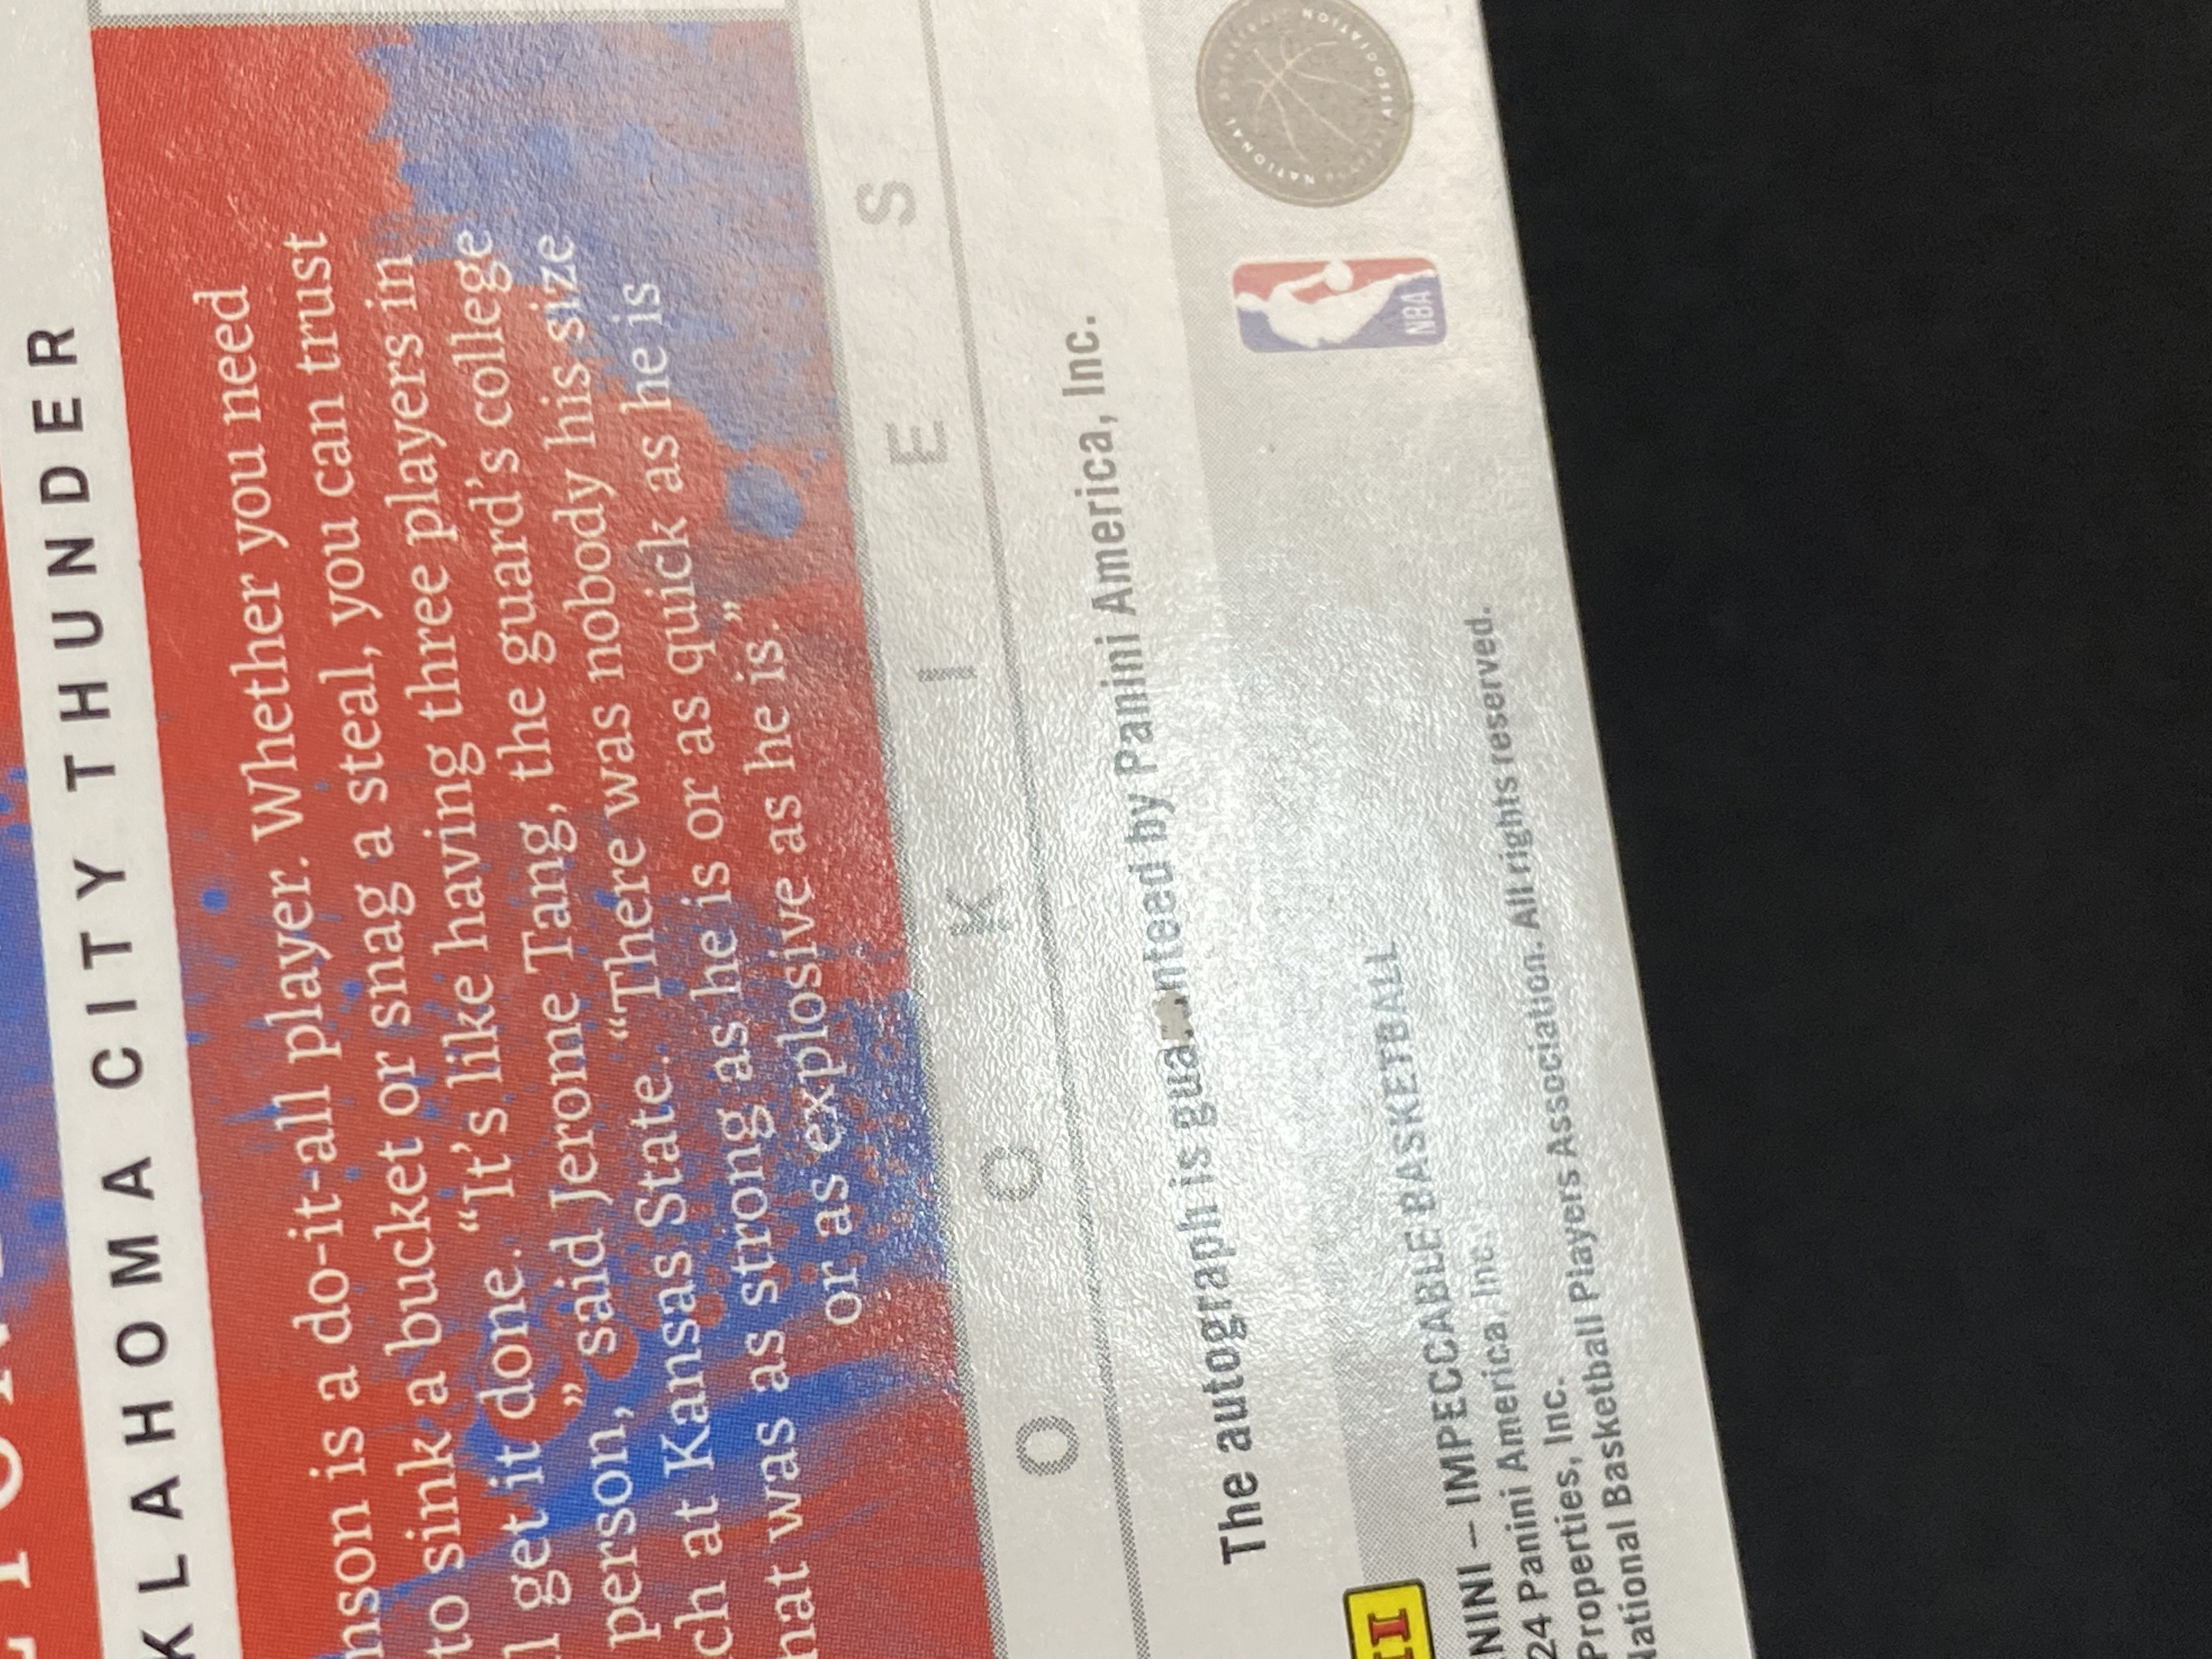 KLAHOMA CITY THUNDER
nson is a do-it-all player. Whether you need
to sink a bucket or snag a steal, you can trust
l get it done. “It’s like having three players in
person,” said Jerome Tang, the guard’s college
ch at Kansas State. “There was nobody his size
hat was as strong as he is or as quick as he is
or as explosive as he is.”
OOKIES
The autograph is gua nteed by Panini America, Inc.
NINI – IMPECCABLE BASKETBALL
24 Panini America, Inc.
Properties, Inc.
National Basketball Players Association. All rights reserved.
NBA
NATIONAL BASKETBALL PLAYERS ASSOCIATION